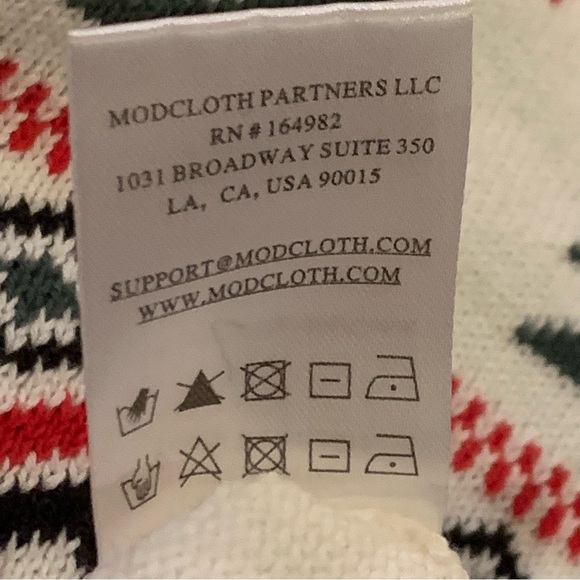 MODCLOTH PARTNERS LLC
RN # 164982
1031 BROADWAY SUITE 350
LA, CA, USA 90015
SUPPORT@MODCLOTH.COM
WWW.MODCLOTH.COM